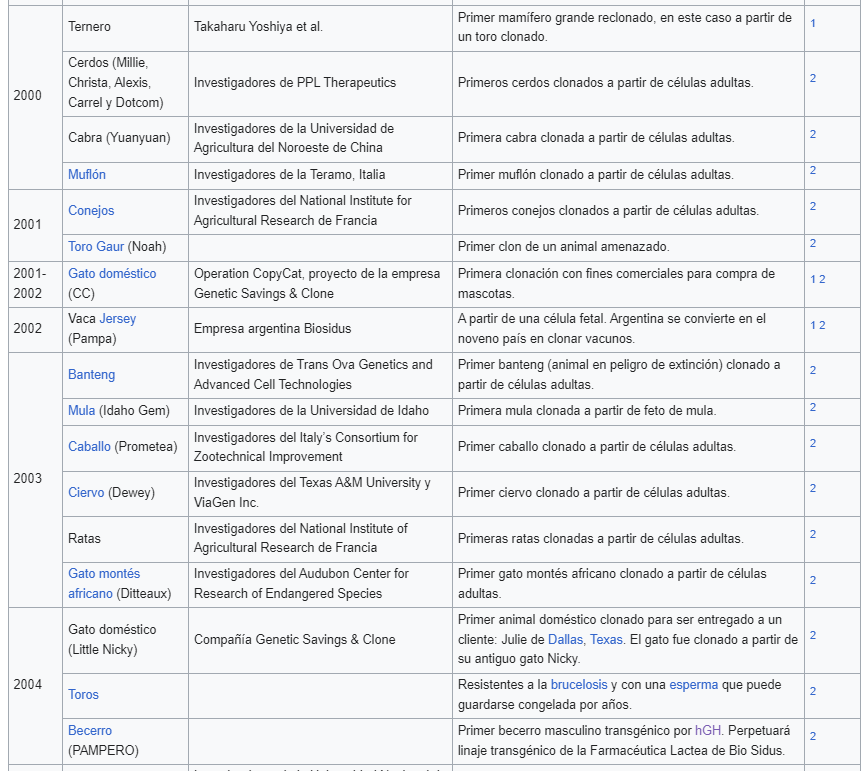 2000
Ternero
Takaharu Yoshiya et al.
Primer mamífero grande reclonado, en este caso a partir de
un toro clonado.
1
Cerdos (Millie,
Christa, Alexis,
Carrel y Dotcom)
Investigadores de PPL Therapeutics
Primeros cerdos clonados a partir de células adultas.
2
Cabra (Yuanyuan)
Investigadores de la Universidad de
Agricultura del Noroeste de China
Primera cabra clonada a partir de células adultas.
2
Muflón
Investigadores de la Teramo, Italia
Primer muflón clonado a partir de células adultas.
2
2001
Conejos
Investigadores del National Institute for
Agricultural Research de Francia
Primeros conejos clonados a partir de células adultas.
2
Toro Gaur (Noah)
Primer clon de un animal amenazado.
2
2001-
2002
Gato doméstico
(CC)
Operation CopyCat, proyecto de la empresa
Genetic Savings & Clone
Primera clonación con fines comerciales para compra de
mascotas.
1 2
2002
Vaca Jersey
(Pampa)
Empresa argentina Biosidus
A partir de una célula fetal. Argentina se convierte en el
noveno país en clonar vacunos.
1 2
2003
Banteng
Investigadores de Trans Ova Genetics and
Advanced Cell Technologies
Primer banteng (animal en peligro de extinción) clonado a
partir de células adultas.
2
Mula (Idaho Gem)
Investigadores de la Universidad de Idaho
Primera mula clonada a partir de feto de mula.
2
Caballo (Prometea)
Investigadores del Italy's Consortium for
Zootechnical Improvement
Primer caballo clonado a partir de células adultas.
2
Ciervo (Dewey)
Investigadores del Texas A&M University y
ViaGen Inc.
Primer ciervo clonado a partir de células adultas.
2
Ratas
Investigadores del National Institute of
Agricultural Research de Francia
Primeras ratas clonadas a partir de células adultas.
2
Gato montés
africano (Ditteaux)
Investigadores del Audubon Center for
Research of Endangered Species
Primer gato montés africano clonado a partir de células
adultas.
2
2004
Gato doméstico
(Little Nicky)
Compañía Genetic Savings & Clone
Primer animal doméstico clonado para ser entregado a un
cliente: Julie de Dallas, Texas. El gato fue clonado a partir de
su antiguo gato Nicky.
2
Toros
Resistentes a la brucelosis y con una esperma que puede
guardarse congelada por años.
2
Becerro
(PAMPERO)
Primer becerro masculino transgénico por hGH. Perpetuará
linaje transgénico de la Farmacéutica Lactea de Bio Sidus.
2